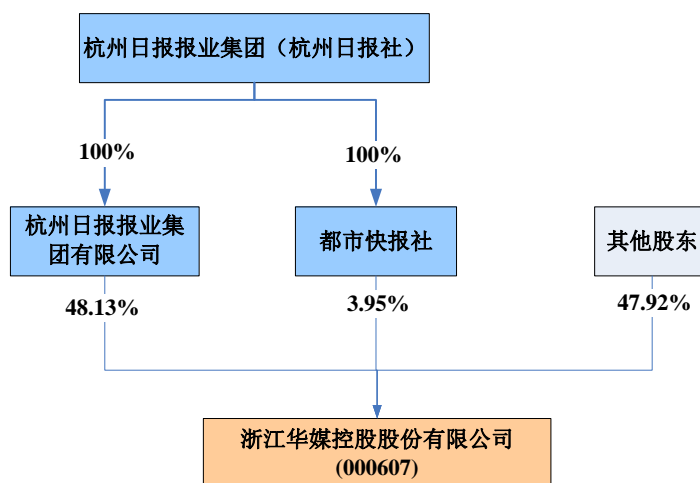 杭州日报报业集团（杭州日报社）
100%
100%
杭州日报报业集
团有限公司
都市快报社
其他股东
48.13%
3.95%
47.92%
浙江华媒控股股份有限公司
(000607)